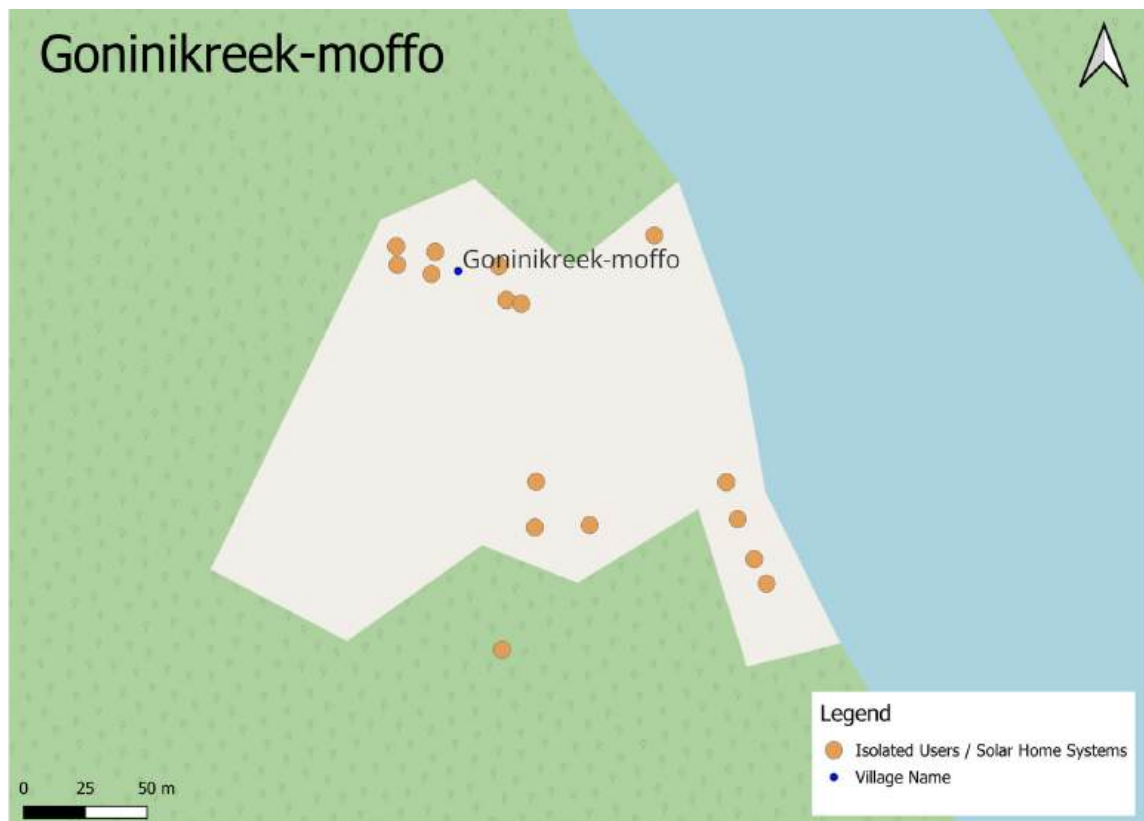 Goninikreek-moffo
Goninikreek-moffo
Legend
Isolated Users / Solar Home Systems
Village Name
0 25 50 m